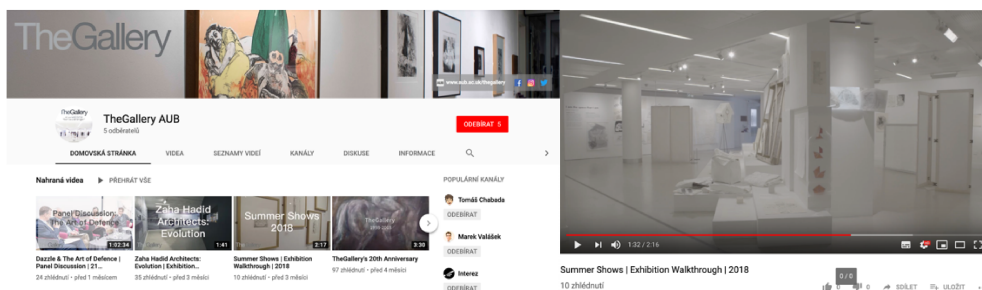 TheGallery
www.aub.ac.uk/thegallery
TheGallery
TheGallery AUB
5 odběratelů
ODEBÍRAT 5
DOMOVSKÁ STRÁNKA VIDEA SEZNAMY VIDEÍ KANÁLY DISKUSE INFORMACE
Nahraná videa PŘEHRÁT VŠE
Panel Discussion:
The Art of Defence
1:02:34
Dazzle & The Art of Defence |
Panel Discussion | 21...
24 zhlédnutí · před 1 měsícem
Zaha Hadid
Architects:
Evolution
1:41
Zaha Hadid Architects:
Evolution | Exhibition...
35 zhlédnutí · před 3 měsíci
Summer Shows
2018
2:17
Summer Shows | Exhibition
Walkthrough | 2018
10 zhlédnutí · před 3 měsíci
TheGallery
3:30
TheGallery's 20th Anniversary
97 zhlédnutí · před 4 měsíci
POPULÁRNÍ KANÁLY
Tomáš Chabada
ODEBÍRAT
Marek Valášek
ODEBÍRAT
Interez
ODEBÍRAT
1:32 / 2:16
Summer Shows | Exhibition Walkthrough | 2018
10 zhlédnutí
0 / 0
0 0 SDÍLET ULOŽIT